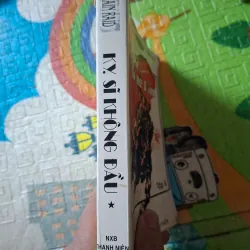 KỴ SĨ KHÔNG ĐẦU
NXB
THANH NIÊN